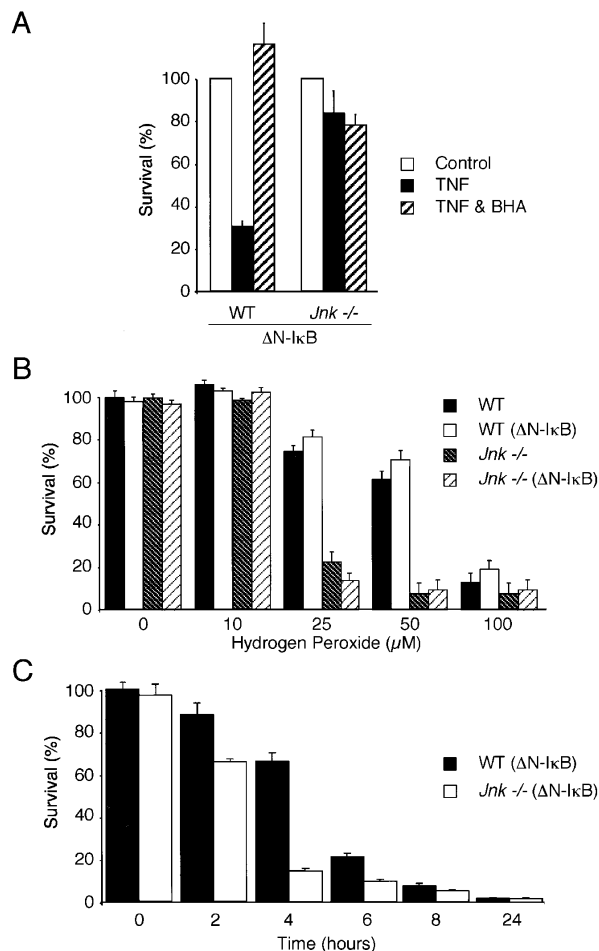 A
Survival (%)
100
80
60
40
20
0
Control
TNF
TNF & BHA
WT
Jnk -/-
ΔN-IκB
B
Survival (%)
100
80
60
40
20
0
WT
WT (ΔN-IκB)
Jnk -/-
Jnk -/- (ΔN-IκB)
0 10 25 50 100
Hydrogen Peroxide (µM)
C
Survival (%)
100
80
60
40
20
0
WT (ΔN-IκB)
Jnk -/- (ΔN-IκB)
0 2 4 6 8 24
Time (hours)